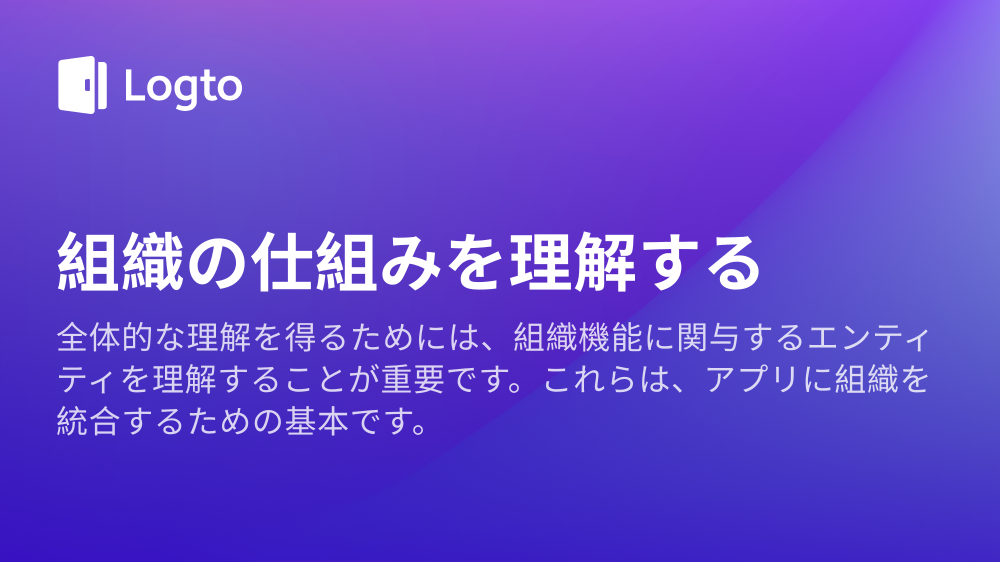 Logto
組織の仕組みを理解する
全体的な理解を得るためには、組織機能に関与するエンティ
ティを理解することが重要です。これらは、アプリに組織を
統合するための基本です。